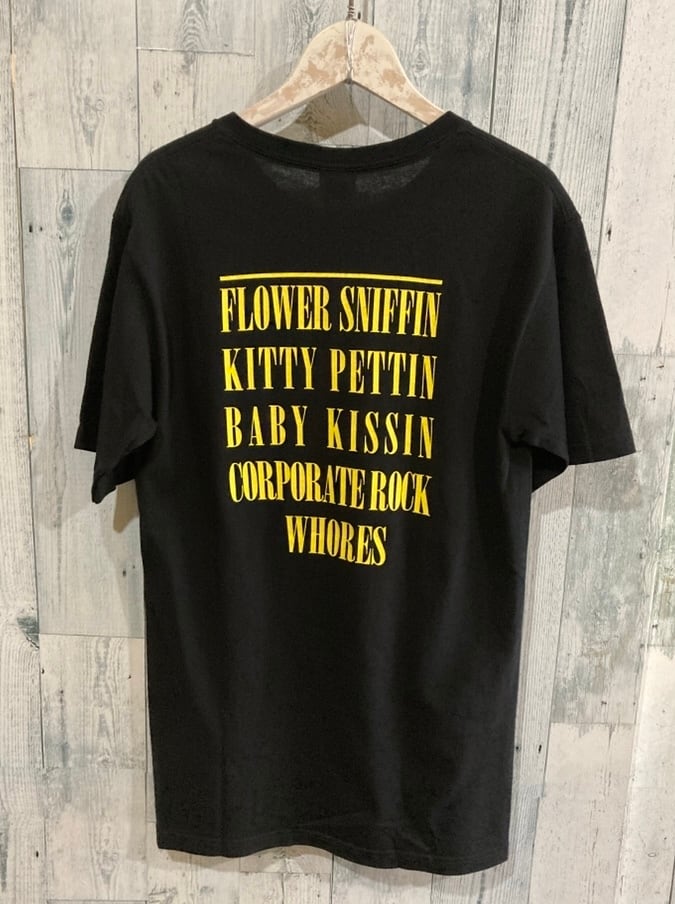 FLOWER SNIFFIN
KITTY PETTIN
BABY KISSIN
CORPORATE ROCK
WHORES